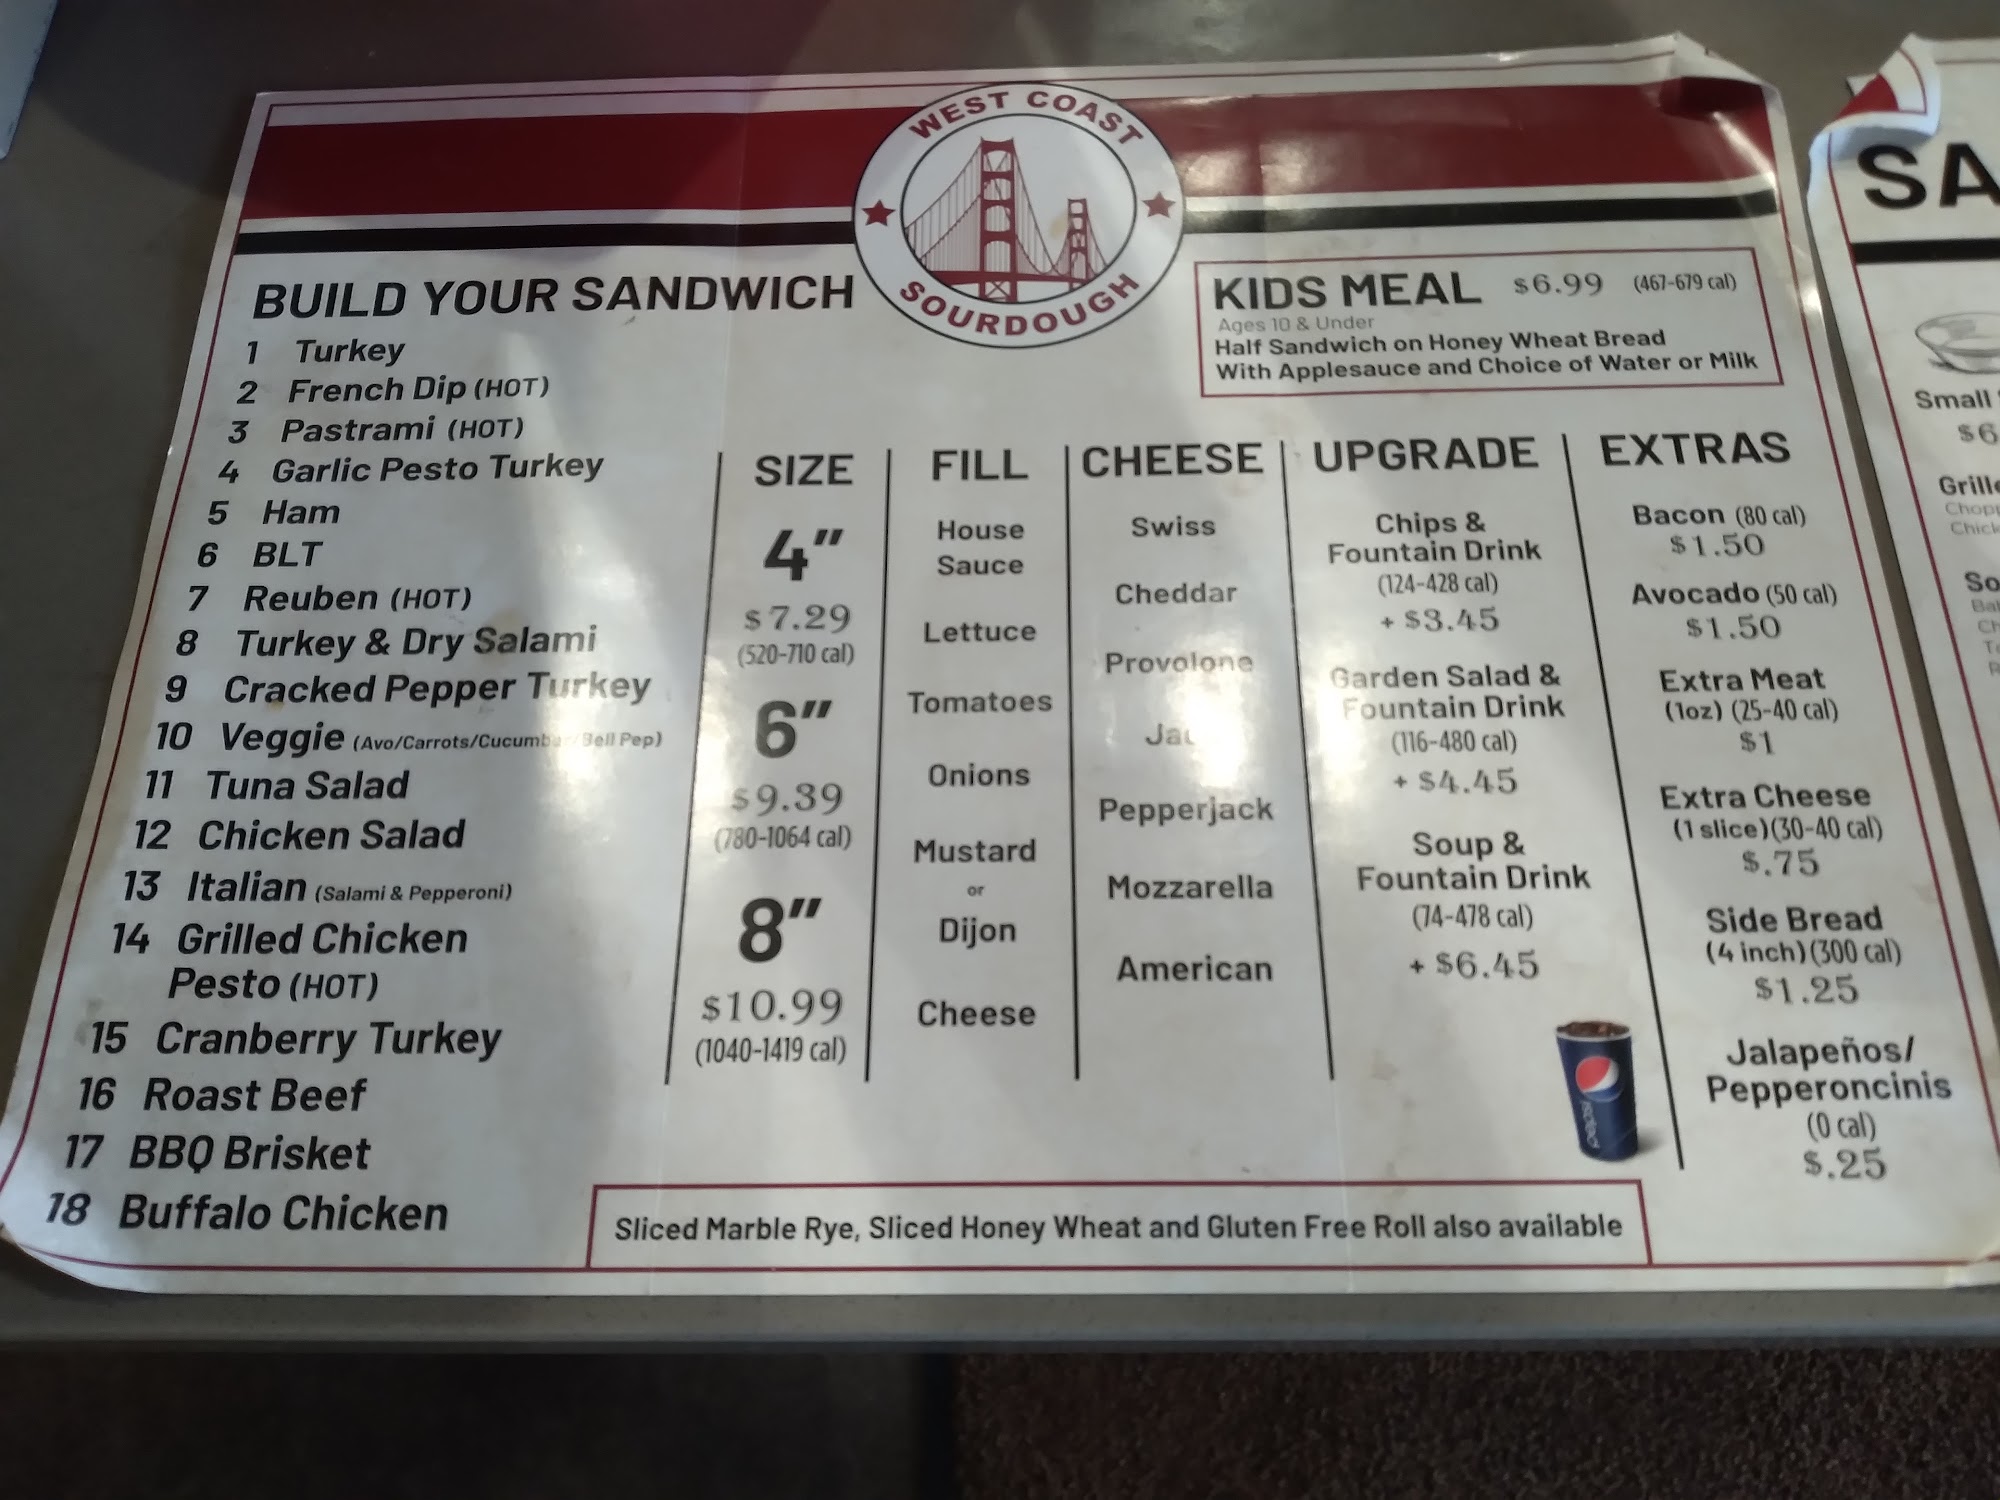 WEST COAST
SOURDOUGH
BUILD YOUR SANDWICH
1 Turkey
2 French Dip (HOT)
3 Pastrami (HOT)
4 Garlic Pesto Turkey
5 Ham
6 BLT
7 Reuben (HOT)
8 Turkey & Dry Salami
9 Cracked Pepper Turkey
10 Veggie (Avo/Carrots/Cucumber/Bell Pep)
11 Tuna Salad
12 Chicken Salad
13 Italian (Salami & Pepperoni)
14 Grilled Chicken
Pesto (HOT)
15 Cranberry Turkey
16 Roast Beef
17 BBQ Brisket
18 Buffalo Chicken
KIDS MEAL $6.99 (467-679 cal)
Ages 10 & Under
Half Sandwich on Honey Wheat Bread
With Applesauce and Choice of Water or Milk
SIZE
4"
$7.29
(520-710 cal)
6"
$9.39
(780-1064 cal)
8"
$10.99
(1040-1419 cal)
FILL
House
Sauce
Lettuce
Tomatoes
Onions
Mustard
or
Dijon
Cheese
CHEESE
Swiss
Cheddar
Provolone
Pepperjack
Mozzarella
American
UPGRADE
Chips &
Fountain Drink
(124-428 cal)
+ $3.45
Garden Salad &
Fountain Drink
(116-480 cal)
+ $4.45
Soup &
Fountain Drink
(74-478 cal)
+ $6.45
pepsi
EXTRAS
Bacon (80 cal)
$1.50
Avocado (50 cal)
$1.50
Extra Meat
(1oz) (25-40 cal)
$1
Extra Cheese
(1 slice)(30-40 cal)
$.75
Side Bread
(4 inch)(300 cal)
$1.25
Jalapeños/
Pepperoncinis
(0 cal)
$.25
Sliced Marble Rye, Sliced Honey Wheat and Gluten Free Roll also available
SA
Small
$6